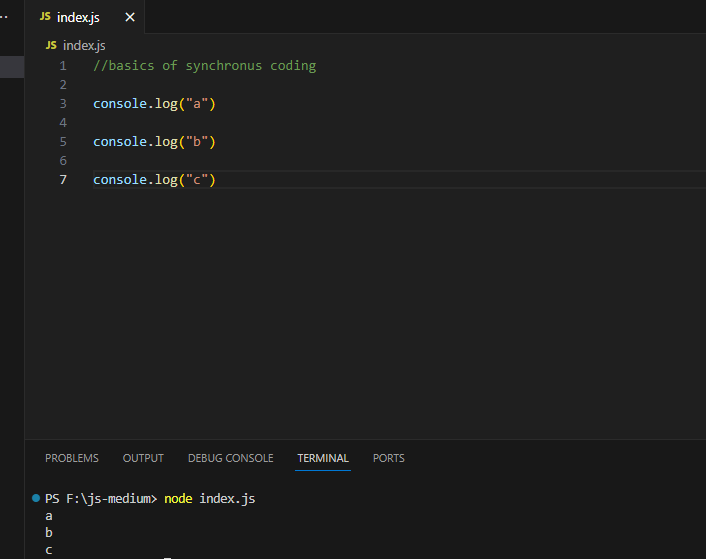 JS index.js ×
JS index.js
1 //basics of synchronus coding
2
3 console.log("a")
4
5 console.log("b")
6
7 console.log("c")
PROBLEMS OUTPUT DEBUG CONSOLE TERMINAL PORTS
PS F:\js-medium> node index.js
a
b
c